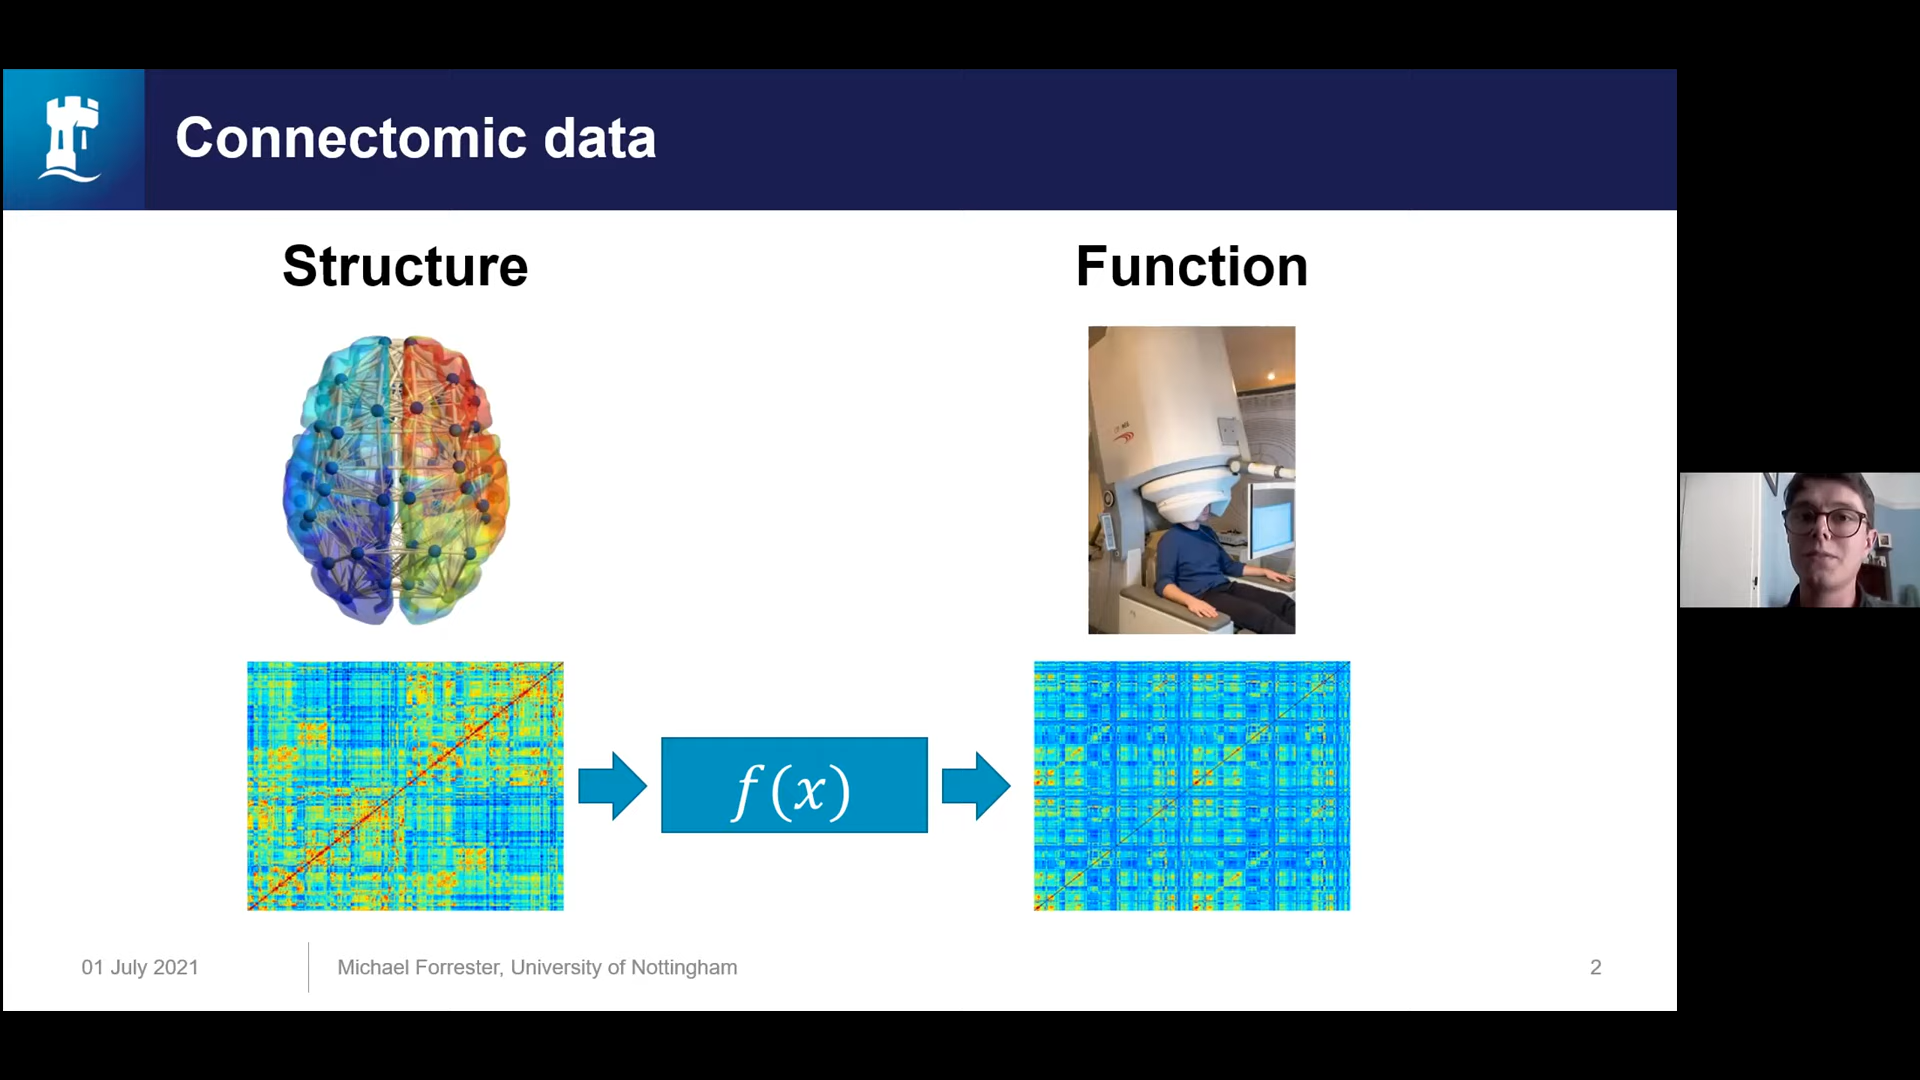 Connectomic data
Structure
Function
f(x)
01 July 2021
Michael Forrester, University of Nottingham
2